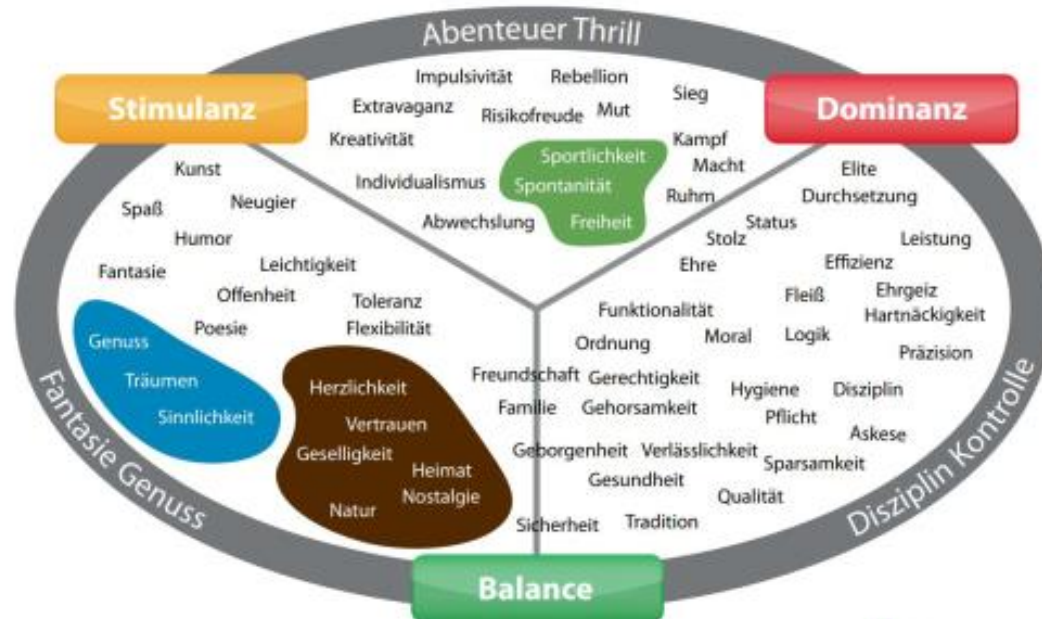 Abenteuer Thrill
Stimulanz
Dominanz
Impulsivität
Rebellion
Sieg
Extravaganz
Risikofreude
Mut
Kreativität
Kampf
Sportlichkeit
Macht
Individualismus
Spontanität
Ruhm
Abwechslung
Freiheit
Kunst
Spaß
Neugier
Humor
Fantasie
Leichtigkeit
Offenheit
Toleranz
Poesie
Flexibilität
Genuss
Träumen
Sinnlichkeit
Herzlichkeit
Vertrauen
Geselligkeit
Heimat
Nostalgie
Natur
Fantasie Genuss
Elite
Durchsetzung
Status
Stolz
Leistung
Ehre
Effizienz
Fleiß
Ehrgeiz
Funktionalität
Hartnäckigkeit
Ordnung
Moral
Logik
Präzision
Freundschaft
Gerechtigkeit
Hygiene
Disziplin
Familie
Gehorsamkeit
Pflicht
Askese
Geborgenheit
Verlässlichkeit
Sparsamkeit
Gesundheit
Qualität
Sicherheit
Tradition
Disziplin Kontrolle
Balance